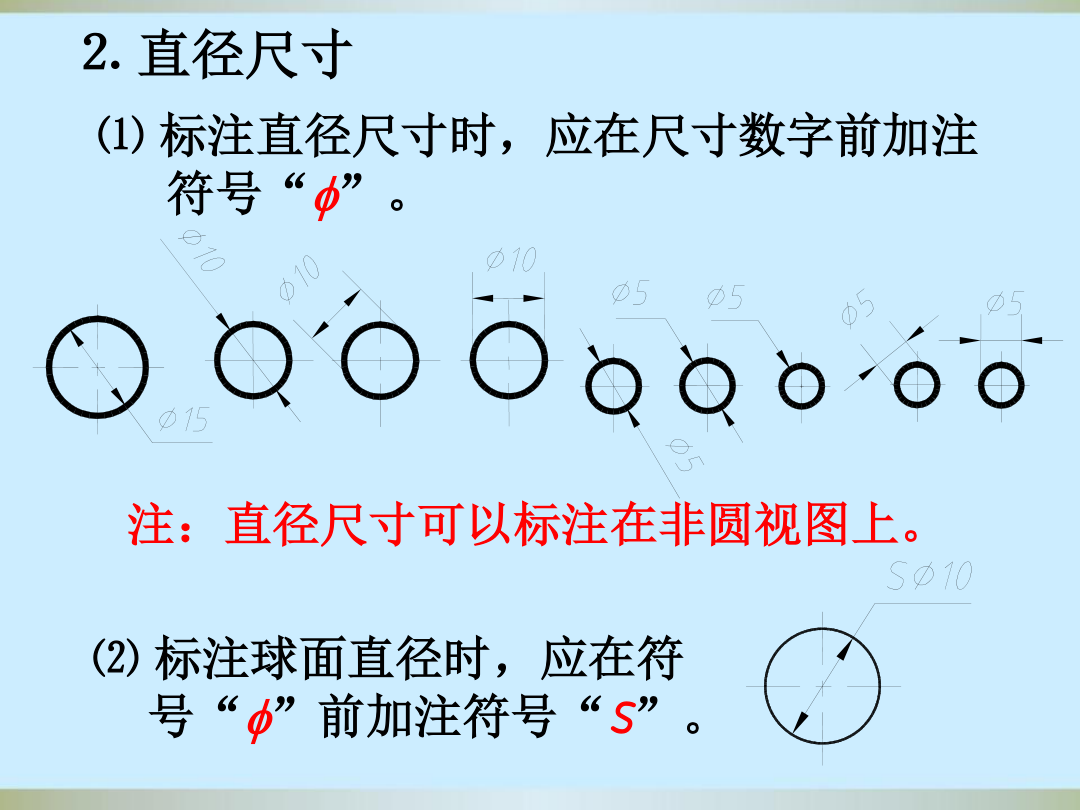 2. 直径尺寸
⑴ 标注直径尺寸时，应在尺寸数字前加注
符号“ϕ”。
ϕ10
ϕ10
ϕ10
ϕ5
ϕ5
ϕ5
ϕ5
ϕ15
ϕ5
注：直径尺寸可以标注在非圆视图上。
Sϕ10
⑵ 标注球面直径时，应在符
号“ϕ”前加注符号“S”。